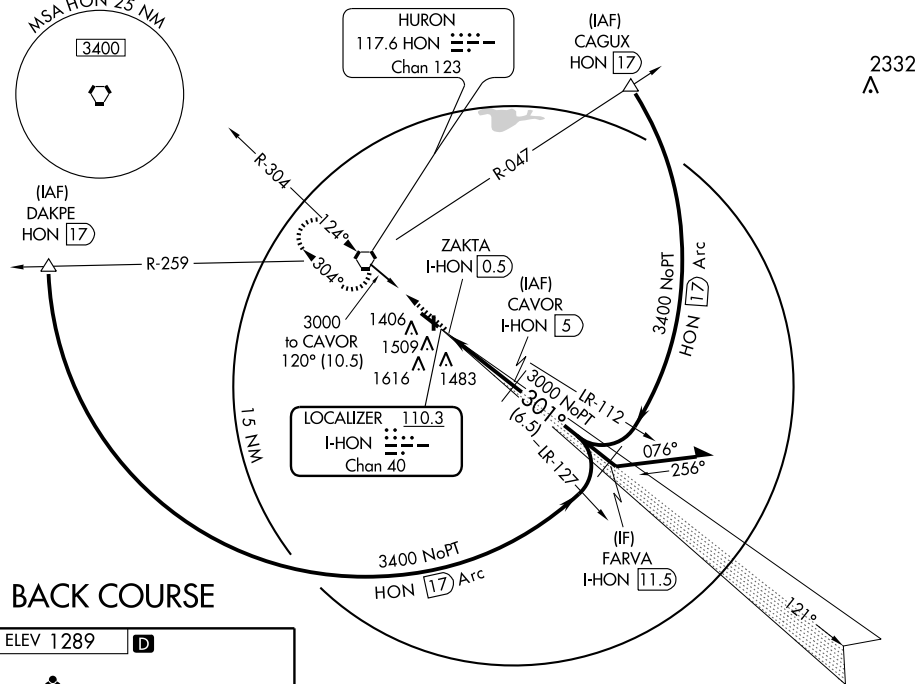 MSA HON 25 NM
3400
HURON
117.6 HON
Chan 123
(IAF)
CAGUX
HON 17
2332
R-304
R-047
(IAF)
DAKPE
HON 17
R-259
124°
304°
ZAKTA
I-HON 0.5
(IAF)
CAVOR
I-HON 5
3400 NoPT
HON 17 Arc
3000
to CAVOR
120° (10.5)
1406
1509
1616
1483
3000 NoPT
301°
(6.5)
LR-112
LR-127
LOCALIZER 110.3
I-HON
Chan 40
15 NM
076°
256°
(IF)
FARVA
I-HON 11.5
3400 NoPT
HON 17 Arc
121°
BACK COURSE
ELEV 1289 D